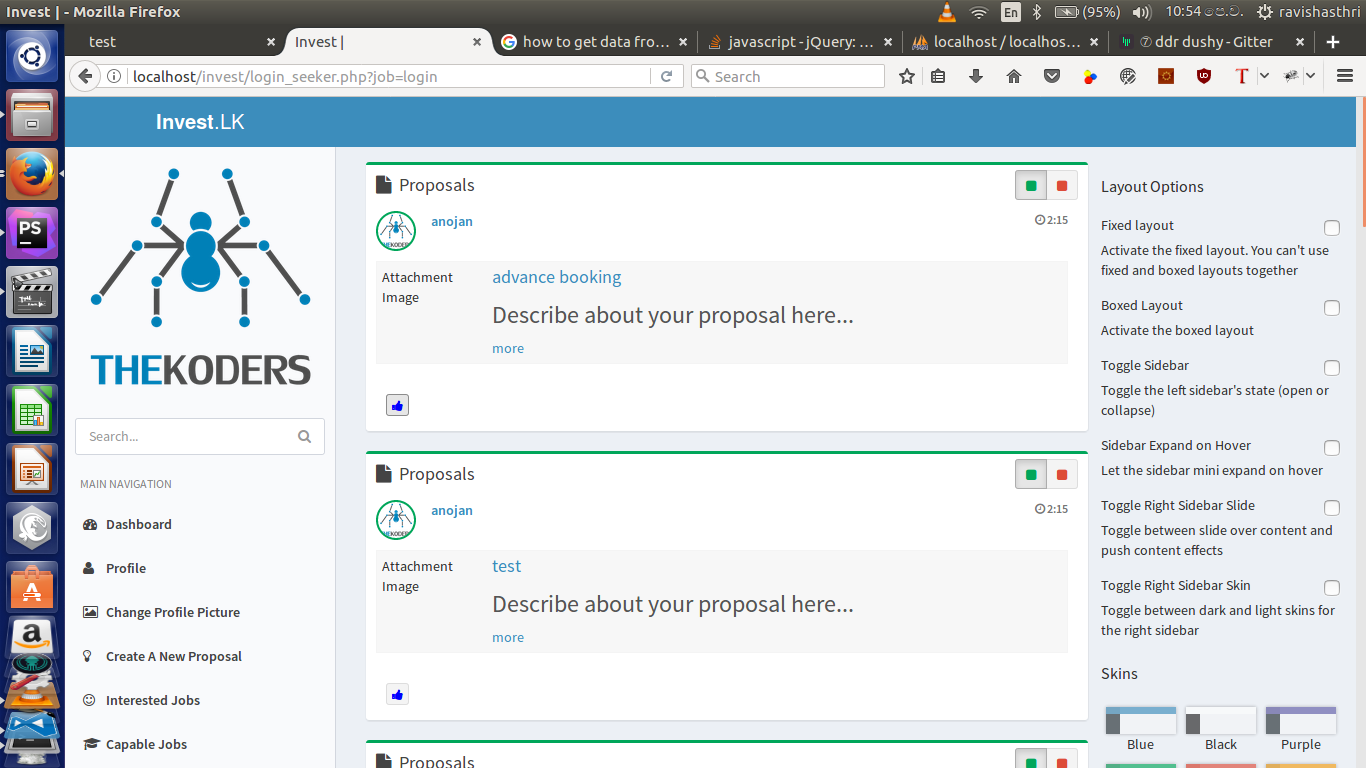 Invest | - Mozilla Firefox
En
(95%)
10:54 පෙ.ව.
ravishasthri
test
Invest |
how to get data fro...
javascript - jQuery: ...
localhost / localhos...
⑦ ddr dushy - Gitter
localhost/invest/login_seeker.php?job=login
Search
Invest.LK
THEKODERS
Search...
MAIN NAVIGATION
Dashboard
Profile
Change Profile Picture
Create A New Proposal
Interested Jobs
Capable Jobs
Proposals
anojan
2:15
Attachment
Image
advance booking
Describe about your proposal here...
more
Proposals
anojan
2:15
Attachment
Image
test
Describe about your proposal here...
more
Proposals
Layout Options
Fixed layout
Activate the fixed layout. You can't use
fixed and boxed layouts together
Boxed Layout
Activate the boxed layout
Toggle Sidebar
Toggle the left sidebar's state (open or
collapse)
Sidebar Expand on Hover
Let the sidebar mini expand on hover
Toggle Right Sidebar Slide
Toggle between slide over content and
push content effects
Toggle Right Sidebar Skin
Toggle between dark and light skins for
the right sidebar
Skins
Blue
Black
Purple
PS